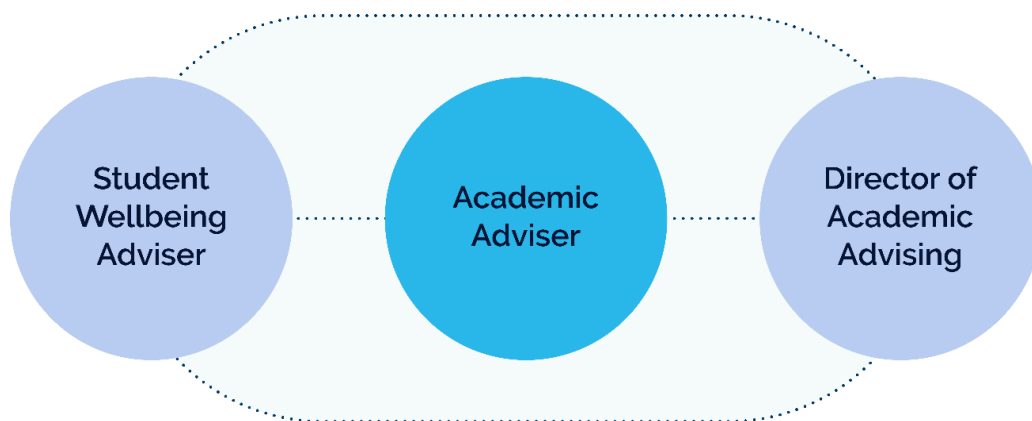 Student
Wellbeing
Adviser
Academic
Adviser
Director of
Academic
Advising